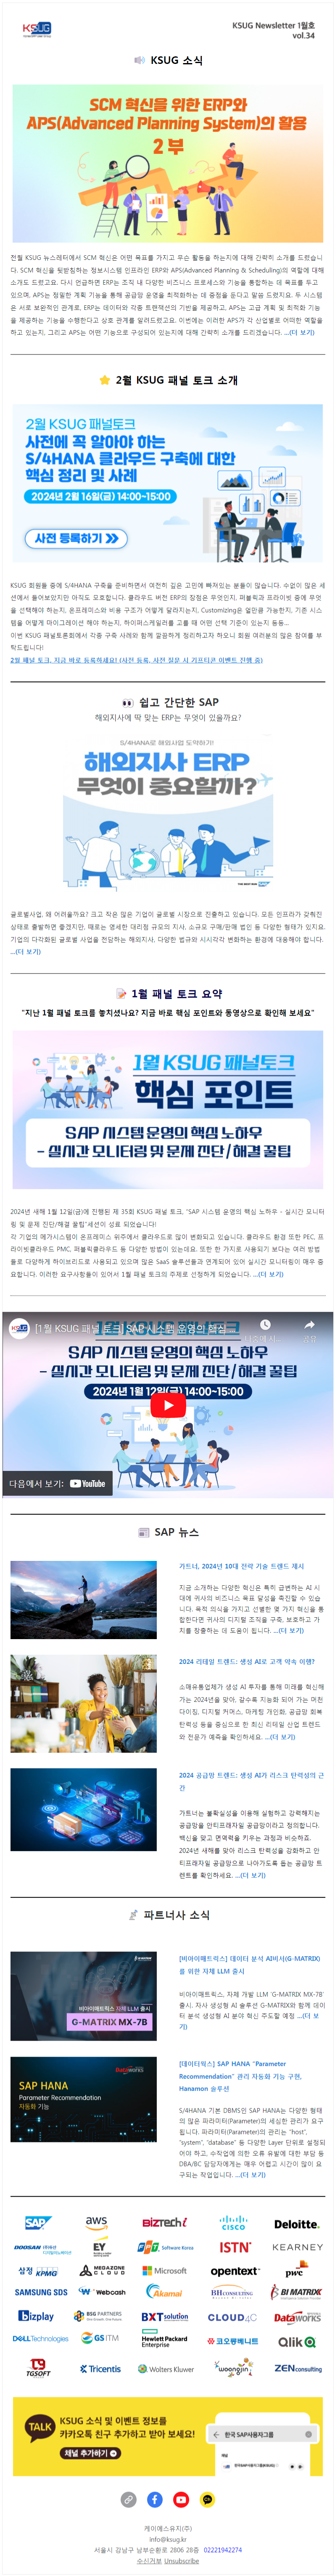 KSUG
KSUG Newsletter 1월호
vol.34
KSUG 소식
SCM 혁신을 위한 ERP와
APS(Advanced Planning System)의 활용
2 부
전월 KSUG 뉴스레터에서 SCM 혁신은 어떤 목표를 가지고 우슨 활동을 하는지에 대해 간략히 소개를 드렸습니
다. SCM 혁신을 뒷받침하는 정보시스템 인프라인 ERP와 APS(Advanced Planning & Scheduling)의 역할에 대해
소개도 드렸고요. 다시 언급하면 ERP는 조직 내 다양한 비즈니스 프로세스와 기능을 통합하는 데 목표를 두고
있으며, APS는 정밀한 계획 기능을 통해 공급망 운영을 최적화하는 데 중점을 둔다고 말씀 드렸지요. 두 시스템
은 서로 보완적인 관계로, ERP는 데이터와 각종 트랜잭션의 기반을 제공하고, APS는 고급 계획 및 최적화 기능
을 제공하는 기능을 수행한다고 상호 관계를 알려드렸고요. 이번에는 이러한 APS가 각 산업별로 어떠한 역할을
하고 있는지, 그리고 APS는 어떤 기능으로 구성되어 있는지에 대해 간략히 소개를 드리겠습니다. ...(더 보기)
2월 KSUG 패널 토크 소개
2월 KSUG 패널토크
사전에 꼭 알아야 하는
S/4HANA 클라우드 구축에 대한
핵심 정리 및 사례
2024년 2월 16일(금) 14:00~15:00
사전 등록하기
KSUG 회원들 중에 S/4HANA 구축을 준비하면서 여전히 깊은 고민에 빠져있는 분들이 많습니다. 수없이 많은 세
션에서 들어보았지만 아직도 모호합니다. 클라우드 버전 ERP의 장점은 무엇인지, 퍼블릭과 프라이빗 중에 무엇
을 선택해야 하는지, 온프레미스와 비용 구조가 어떻게 달라지는지, Customizing은 얼만큼 가능한지, 기존 시스
템을 어떻게 마이그레이션 해야 하는지, 하이퍼스케일러를 고를 때 어떤 선택 기준이 있는지 등등...
이번 KSUG 패널토론회에서 각종 구축 사례와 함께 깔끔하게 정리하고자 하오니 회원 여러분의 많은 참여를 부
탁드립니다!
2월 패널 토크, 지금 바로 등록하세요! (사전 등록, 사전 질문 시 기프티콘 이벤트 진행 중)
쉽고 간단한 SAP
해외지사에 딱 맞는 ERP는 무엇이 있을까요?
S/4HANA로 해외사업 도약하기!
해외지사 ERP
무엇이 중요할까?
SAP
글로벌사업, 왜 어려울까요? 크고 작은 많은 기업이 글로벌 시장으로 진출하고 있습니다. 모든 인프라가 갖춰진
상태로 출발하면 좋겠지만, 때로는 영세한 대리점 규모의 지사, 소규모 구매/판매 법인 등 다양한 형태가 있지요.
기업의 다각화된 글로벌 사업을 전담하는 해외지사, 다양한 법규와 시시각각 변화하는 환경에 대응해야 합니다.
...(더 보기)
1월 패널 토크 요약
"지난 1월 패널 토크를 놓치셨나요? 지금 바로 핵심 포인트와 동영상으로 확인해 보세요"
1월 KSUG 패널토크
핵심 포인트
SAP 시스템 운영의 핵심 노하우
- 실시간 모니터링 및 문제 진단 / 해결 꿀팁
2024년 새해 1월 12일(금)에 진행된 제 35회 KSUG 패널 토크, "SAP 시스템 운영의 핵심 노하우 - 실시간 모니터
링 및 문제 진단/해결 꿀팁"세션이 성료 되었습니다!
각 기업의 메가시스템이 온프레미스 위주에서 클라우드로 많이 변화되고 있습니다. 클라우드 환경 또한 PEC, 프
라이빗클라우드 PMC, 퍼블릭클라우드 등 다양한 방법이 있는데요. 또한 한 가지로 사용되기 보다는 여러 방법
들로 다양하게 하이브리드로 사용되고 있으며 많은 SaaS 솔루션들과 연계되어 있어 실시간 모니터링이 매우 중
요합니다. 이러한 요구사항들이 있어서 1월 패널 토크의 주제로 선정하게 되었습니다. ...(더 보기)
[1월 KSUG 패널 토크] SAP 시스템 운영의 핵심 ...
SAP 시스템 운영의 핵심 노하우
- 실시간 모니터링 및 문제 진단 / 해결 꿀팁
2024년 1월 12일(금)14:00~15:00
다음에서 보기: YouTube
SAP 뉴스
가트너, 2024년 10대 전략 기술 트렌드 제시
지금 소개하는 다양한 혁신은 특히 급변하는 AI 시
대에 귀사의 비즈니스 목표 달성을 촉진할 수 있습
니다. 목적 의식을 가지고 선별한 몇 가지 혁신을 통
합한다면 귀사의 디지털 조직을 구축, 보호하고 가
치를 창출하는 데 도움이 됩니다. ...(더 보기)
2024 리테일 트렌드: 생성 AI로 고객 약속 이행?
소매유통업체가 생성 AI 투자를 통해 미래를 혁신해
가는 2024년을 맞아, 갈수록 지능화 되어 가는 머천
다이징, 디지털 커머스, 마케팅 개인화, 공급망 회복
탄력성 등을 중심으로 한 최신 리테일 산업 트렌드
와 전문가 예측을 확인하세요. ...(더 보기)
2024 공급망 트렌드: 생성 AI가 리스크 탄력성의 근
간
가트너는 불확실성을 이용해 실험하고 강력해지는
공급망을 안티프래자일 공급망이라고 정의합니다.
백신을 맞고 면역력을 키우는 과정과 비슷하죠.
2024년 새해를 맞아 리스크 탄력성을 강화하고 안
티프래자일 공급망으로 나아가도록 돕는 공급망 트
렌드를 확인하세요. ...(더 보기)
파트너사 소식
비아이매트릭스 자체 LLM 출시
G-MATRIX MX-7B
[비아이매트릭스] 데이터 분석 AI비서(G-MATRIX)
를 위한 자체 LLM 출시
비아이매트릭스, 자체 개발 LLM 'G-MATRIX MX-7B'
출시. 자사 생성형 AI 솔루션 G-MATRIX와 함께 데이
터 분석 생성형 AI 분야 혁신 주도할 예정 ...(더 보
기)
Dataworks
SAP HANA
Parameter Recommendation
자동화 기능
[데이터웍스] SAP HANA "Parameter
Recommendation" 관리 자동화 기능 구현,
Hanamon 솔루션
S/4HANA 기본 DBMS인 SAP HANA는 다양한 형태
의 많은 파라미터(Parameter)의 세심한 관리가 요구
됩니다. 파라미터(Parameter)의 관리는 "host",
"system", "database" 등 다양한 Layer 단위로 설정되
어야 하고, 수작업에 의한 오류 유발에 대한 부담 등
DBA/BC 담당자에게는 매우 어렵고 시간이 많이 요
구되는 작업입니다. ...(더 보기)
SAP aws BIZTECHi CISCO Deloitte.
DOOSAN EY Software Korea ISTN KEARNEY
삼정 KPMG MEGAZONE CLOUD Microsoft opentext pwc
SAMSUNG SDS Webcash Akamai BH CONSULTING BI MATRIX
bizplay BSG PARTNERS BXT solution CLOUD4C Dataworks
DELLTechnologies GS ITM Hewlett Packard Enterprise 코오롱베니트 Qlik
TGSOFT Tricentis Wolters Kluwer woongjin ZENconsulting
TALK
KSUG 소식 및 이벤트 정보를
카카오톡 친구 추가하고 받아 보세요!
채널 추가하기
한국 SAP사용자그룹
케이에스유지(주)
info@ksug.kr
서울시 강남구 남부순환로 2806 28층 02221942274
수신거부 Unsubscribe